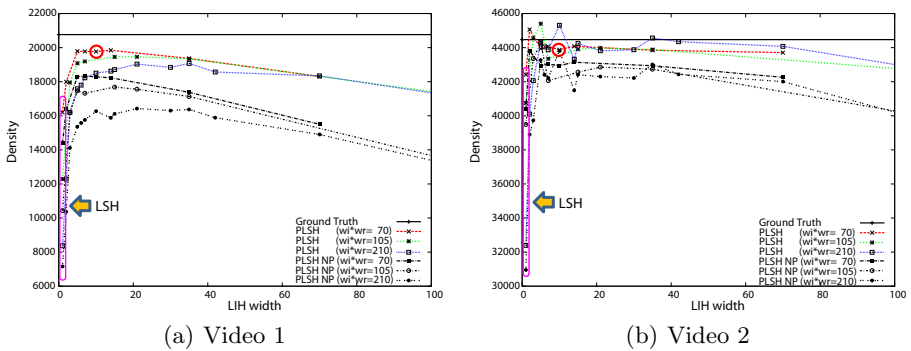 22000
20000
18000
16000
14000
12000
10000
8000
6000
Density
LSH
Ground Truth
PLSH (wi*wr= 70)
PLSH (wi*wr=105)
PLSH (wi*wr=210)
PLSH NP (wi*wr= 70)
PLSH NP (wi*wr=105)
PLSH NP (wi*wr=210)
0 20 40 60 80 100
LIH width
(a) Video 1
46000
44000
42000
40000
38000
36000
34000
32000
30000
Density
LSH
Ground Truth
PLSH (wi*wr= 70)
PLSH (wi*wr=105)
PLSH (wi*wr=210)
PLSH NP (wi*wr= 70)
PLSH NP (wi*wr=105)
PLSH NP (wi*wr=210)
0 20 40 60 80 100
LIH width
(b) Video 2